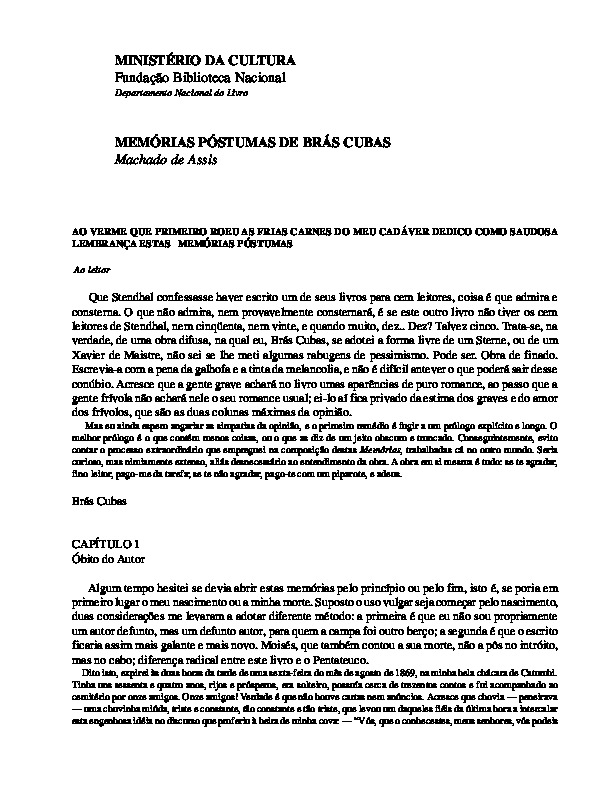 MINISTÉRIO DA CULTURA
Fundação Biblioteca Nacional
Departamento Nacional do Livro
MEMÓRIAS PÓSTUMAS DE BRÁS CUBAS
Machado de Assis
AO VERME QUE PRIMEIRO ROEU AS FRIAS CARNES DO MEU CADÁVER DEDICO COMO SAUDOSA
LEMBRANÇA ESTAS MEMÓRIAS PÓSTUMAS
Ao leitor
Que Stendhal confessasse haver escrito um de seus livros para cem leitores, coisa é que admira e
consterna. O que não admira, nem provavelmente consternará, é se este outro livro não tiver os cem
leitores de Stendhal, nem cinqüenta, nem vinte, e quando muito, dez.. Dez? Talvez cinco. Trata-se, na
verdade, de uma obra difusa, na qual eu, Brás Cubas, se adotei a forma livre de um Sterne, ou de um
Xavier de Maistre, não sei se lhe meti algumas rabugens de pessimismo. Pode ser. Obra de finado.
Escrevia-a com a pena da galhofa e a tinta da melancolia, e não é difícil antever o que poderá sair desse
conúbio. Acresce que a gente grave achará no livro umas aparências de puro romance, ao passo que a
gente frívola não achará nele o seu romance usual; ei-lo aí fica privado da estima dos graves e do amor
dos frívolos, que são as duas colunas máximas da opinião.
Mas eu ainda espero angariar as simpatias da opinião, e o primeiro remédio é fugir a um prólogo explícito e longo. O
melhor prólogo é o que contém menos coisas, ou o que as diz de um jeito obscuro e truncado. Conseguintemente, evito
contar o processo extraordinário que empreguei na composição destas Memórias, trabalhadas cá no outro mundo. Seria
curioso, mas nimiamente extenso, aliás desnecessário ao entendimento da obra. A obra em si mesma é tudo: se te agradar,
fino leitor, pago-me da tarefa; se te não agradar, pago-te com um piparote, e adeus.
Brás Cubas
CAPÍTULO 1
Óbito do Autor
Algum tempo hesitei se devia abrir estas memórias pelo princípio ou pelo fim, isto é, se poria em
primeiro lugar o meu nascimento ou a minha morte. Suposto o uso vulgar seja começar pelo nascimento,
duas considerações me levaram a adotar diferente método: a primeira é que eu não sou propriamente
um autor defunto, mas um defunto autor, para quem a campa foi outro berço; a segunda é que o escrito
ficaria assim mais galante e mais novo. Moisés, que também contou a sua morte, não a pôs no intróito,
mas no cabo; diferença radical entre este livro e o Pentateuco.
Dito isto, expirei às duas horas da tarde de uma sexta-feira do mês de agosto de 1869, na minha bela chácara de Catumbi.
Tinha uns sessenta e quatro anos, rijos e prósperos, era solteiro, possuía cerca de trezentos contos e fui acompanhado ao
cemitério por onze amigos. Onze amigos! Verdade é que não houve cartas nem anúncios. Acresce que chovia — peneirava
— uma chuvinha miúda, triste e constante, tão constante e tão triste, que levou um daqueles fiéis da última hora a intercalar
esta engenhosa idéia no discurso que proferiu à beira de minha cova: — "Vós, que o conhecestes, meus senhores, vós podeis